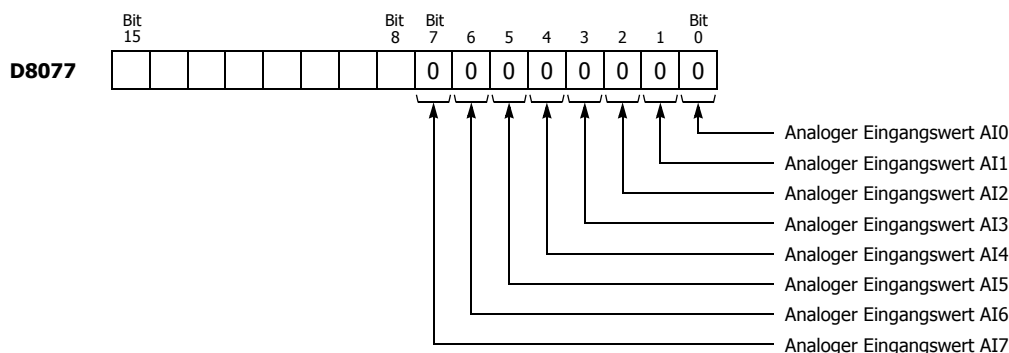 Bit Bit Bit Bit
15 8 7 6 5 4 3 2 1 0
D8077 0 0 0 0 0 0 0 0
Analoger Eingangswert AI0
Analoger Eingangswert AI1
Analoger Eingangswert AI2
Analoger Eingangswert AI3
Analoger Eingangswert AI4
Analoger Eingangswert AI5
Analoger Eingangswert AI6
Analoger Eingangswert AI7